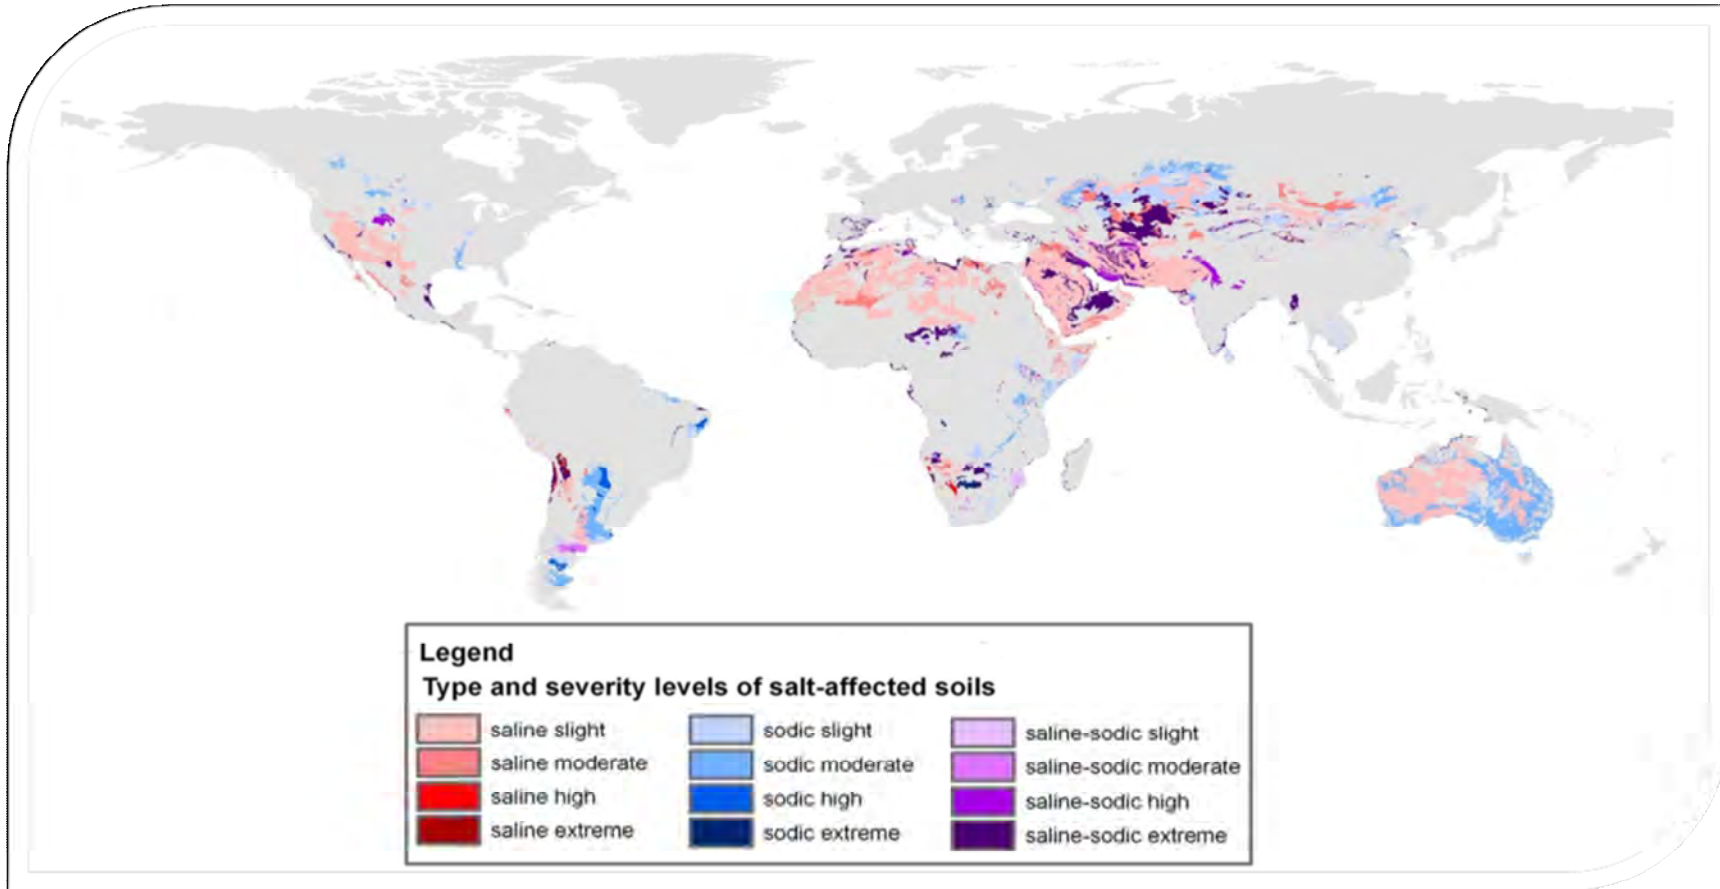 Legend
Type and severity levels of salt-affected soils
saline slight
saline moderate
saline high
saline extreme
sodic slight
sodic moderate
sodic high
sodic extreme
saline-sodic slight
saline-sodic moderate
saline-sodic high
saline-sodic extreme